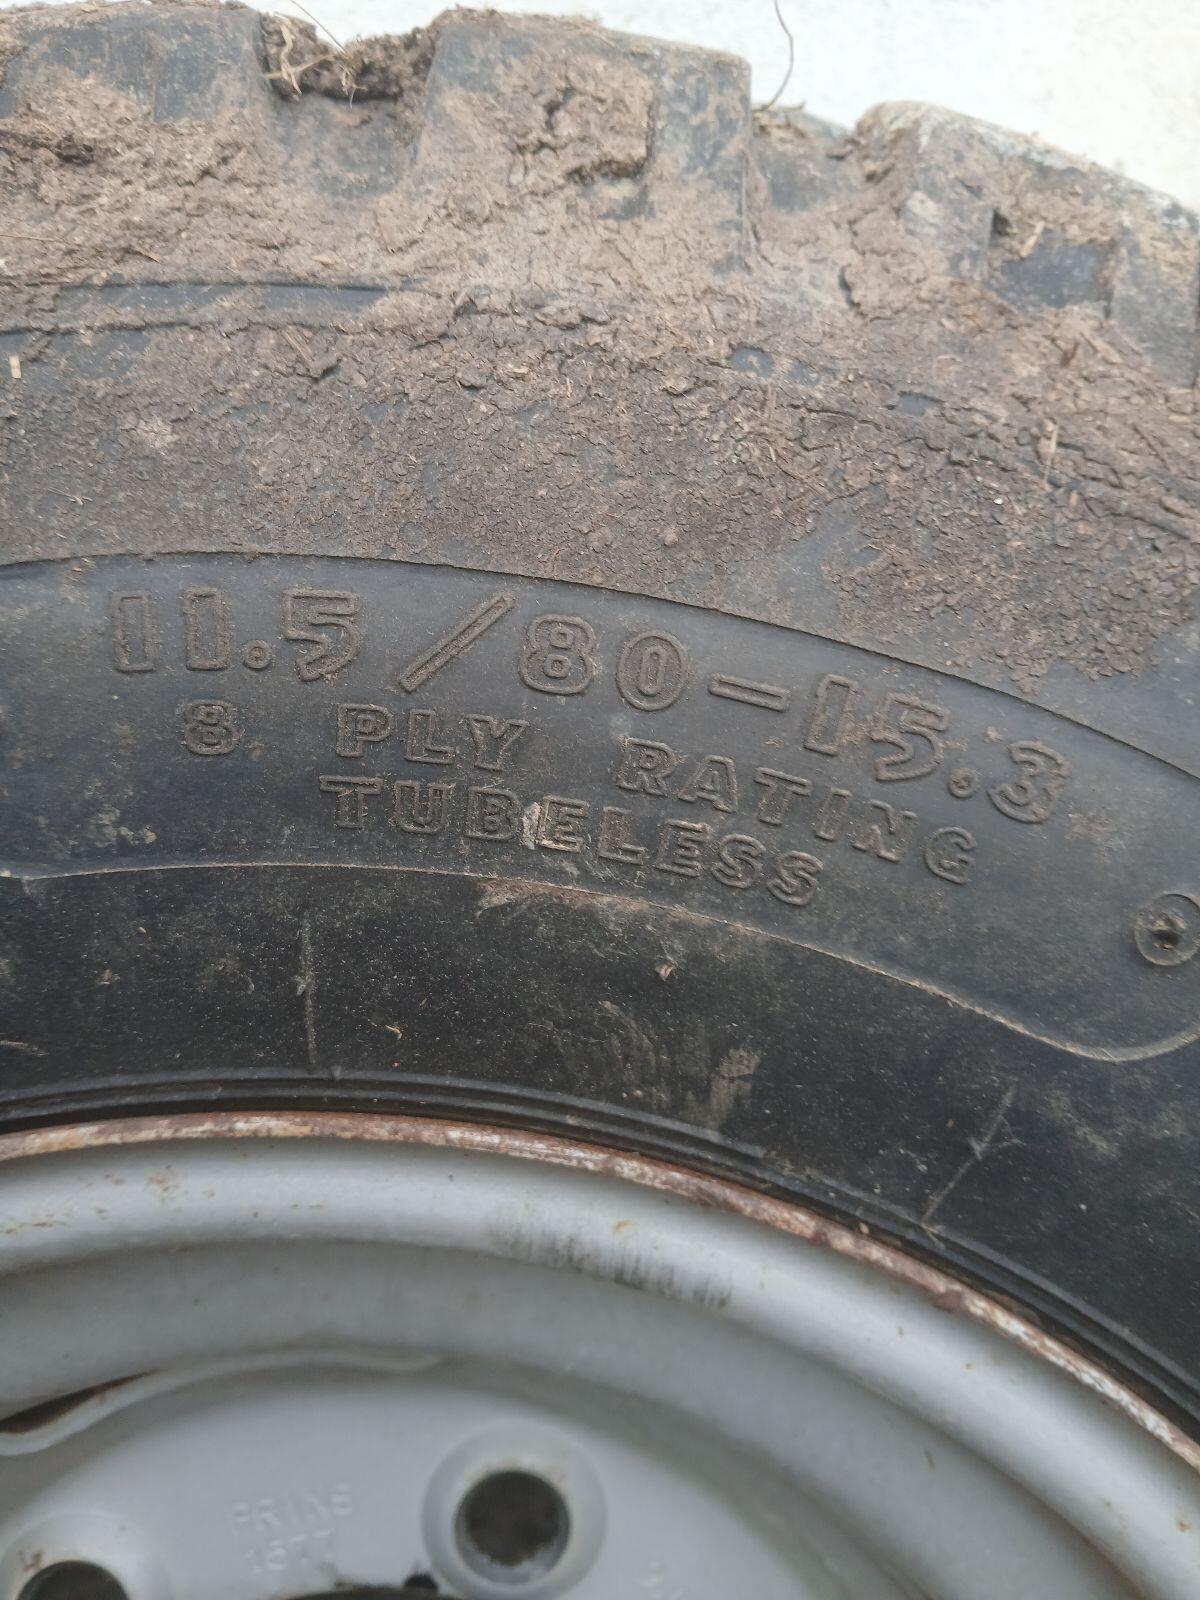 11.5/80-15.3
8 PLY RATING
TUBELESS